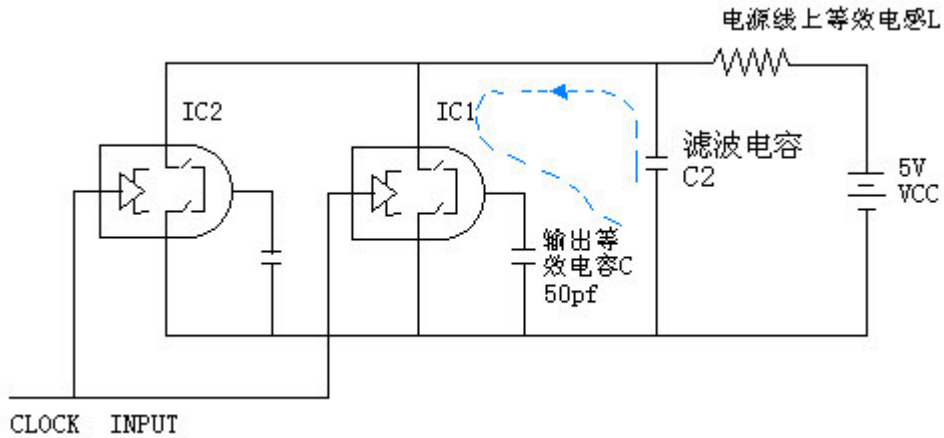 电源线上等效电感L
IC2
IC1
滤波电容
C2
5V
VCC
输出等
效电容C
50pf
CLOCK INPUT